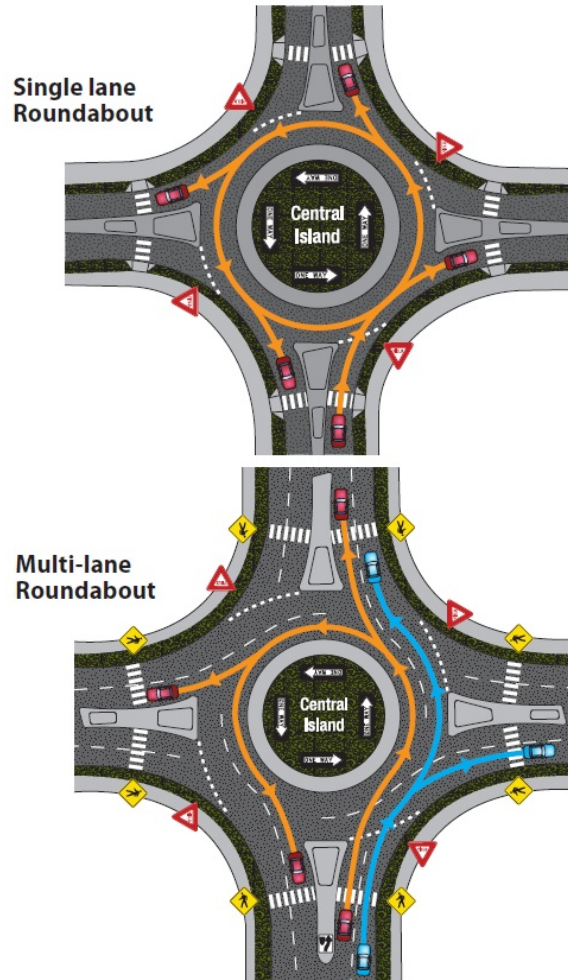 Single lane
Roundabout
ONE WAY
ONE WAY
Central
Island
ONE WAY
ONE WAY
Multi-lane
Roundabout
ONE WAY
ONE WAY
Central
Island
ONE WAY
ONE WAY